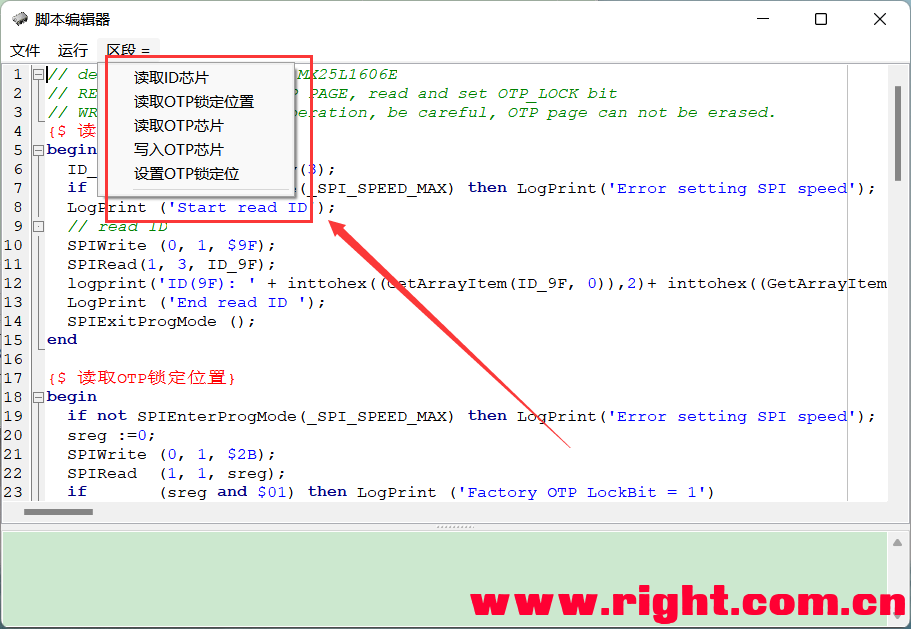 脚本编辑器
文件 运行 区段 =
读取ID芯片
读取OTP锁定位置
读取OTP芯片
写入OTP芯片
设置OTP锁定位
1 // de MX25L1606E
2 // RE PAGE, read and set OTP_LOCK bit
3 // WR peration, be careful, OTP page can not be erased.
4 {$ 读
5 begin
6 ID_ (3);
7 if (_SPI_SPEED_MAX) then LogPrint('Error setting SPI speed');
8 LogPrint ('Start read ID');
9 // read ID
10 SPIWrite (0, 1, $9F);
11 SPIRead(1, 3, ID_9F);
12 logprint('ID(9F): ' + inttohex((GetArrayItem(ID_9F, 0)),2)+ inttohex((GetArrayItem
13 LogPrint ('End read ID ');
14 SPIExitProgMode ();
15 end
16
17 {$ 读取OTP锁定位置}
18 begin
19 if not SPIEnterProgMode(_SPI_SPEED_MAX) then LogPrint('Error setting SPI speed');
20 sreg :=0;
21 SPIWrite (0, 1, $2B);
22 SPIRead (1, 1, sreg);
23 if (sreg and $01) then LogPrint ('Factory OTP LockBit = 1')
www.right.com.cn